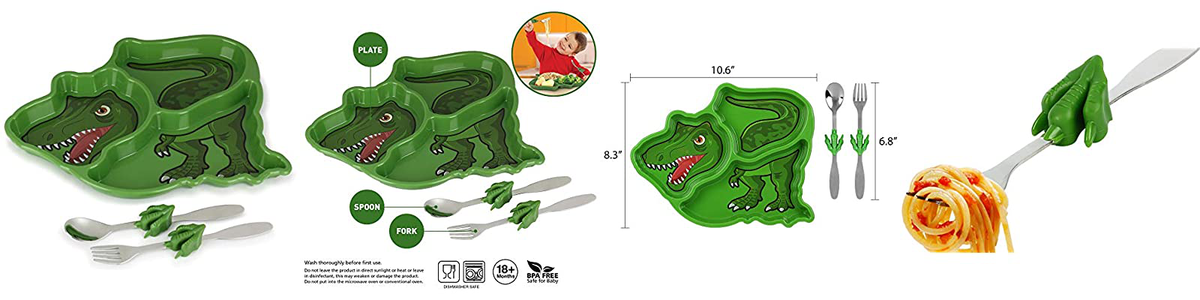 PLATE
SPOON
FORK
Wash thoroughly before first use.
Do not leave the product in direct sunlight or heat or leave
in disinfectant, this may weaken or damage the product.
Do not put into the microwave oven or conventional oven.
DISHWASHER SAFE
18+
Months
BPA FREE
Safe for Baby
10.6"
8.3"
6.8"